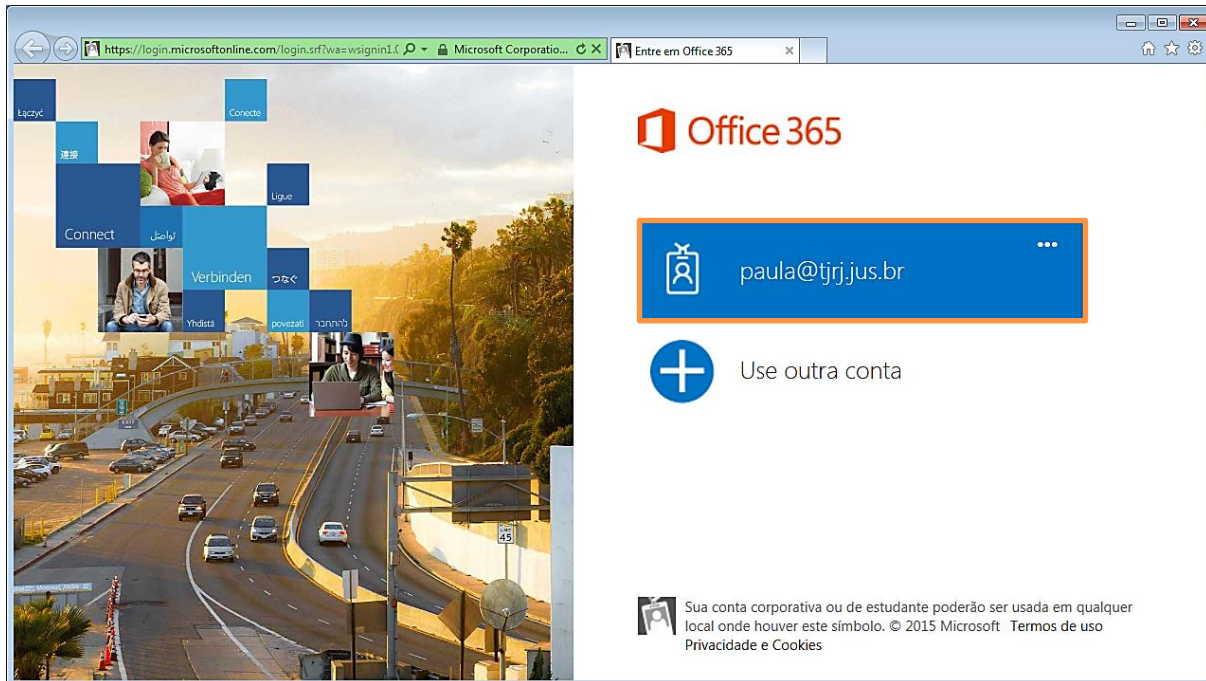 https://login.microsoftonline.com/login.srf?wa=wsignin1.(
Microsoft Corporatio...
Entre em Office 365
Łączyć
Conecte
連接
Ligue
Connect
تواصل
Verbinden
つなぐ
Yhdistä
povezati
להתחבר
EXIT
LIMIT
45
Office 365
paula@tjrj.jus.br
Use outra conta
Sua conta corporativa ou de estudante poderão ser usada em qualquer
local onde houver este símbolo. © 2015 Microsoft Termos de uso
Privacidade e Cookies